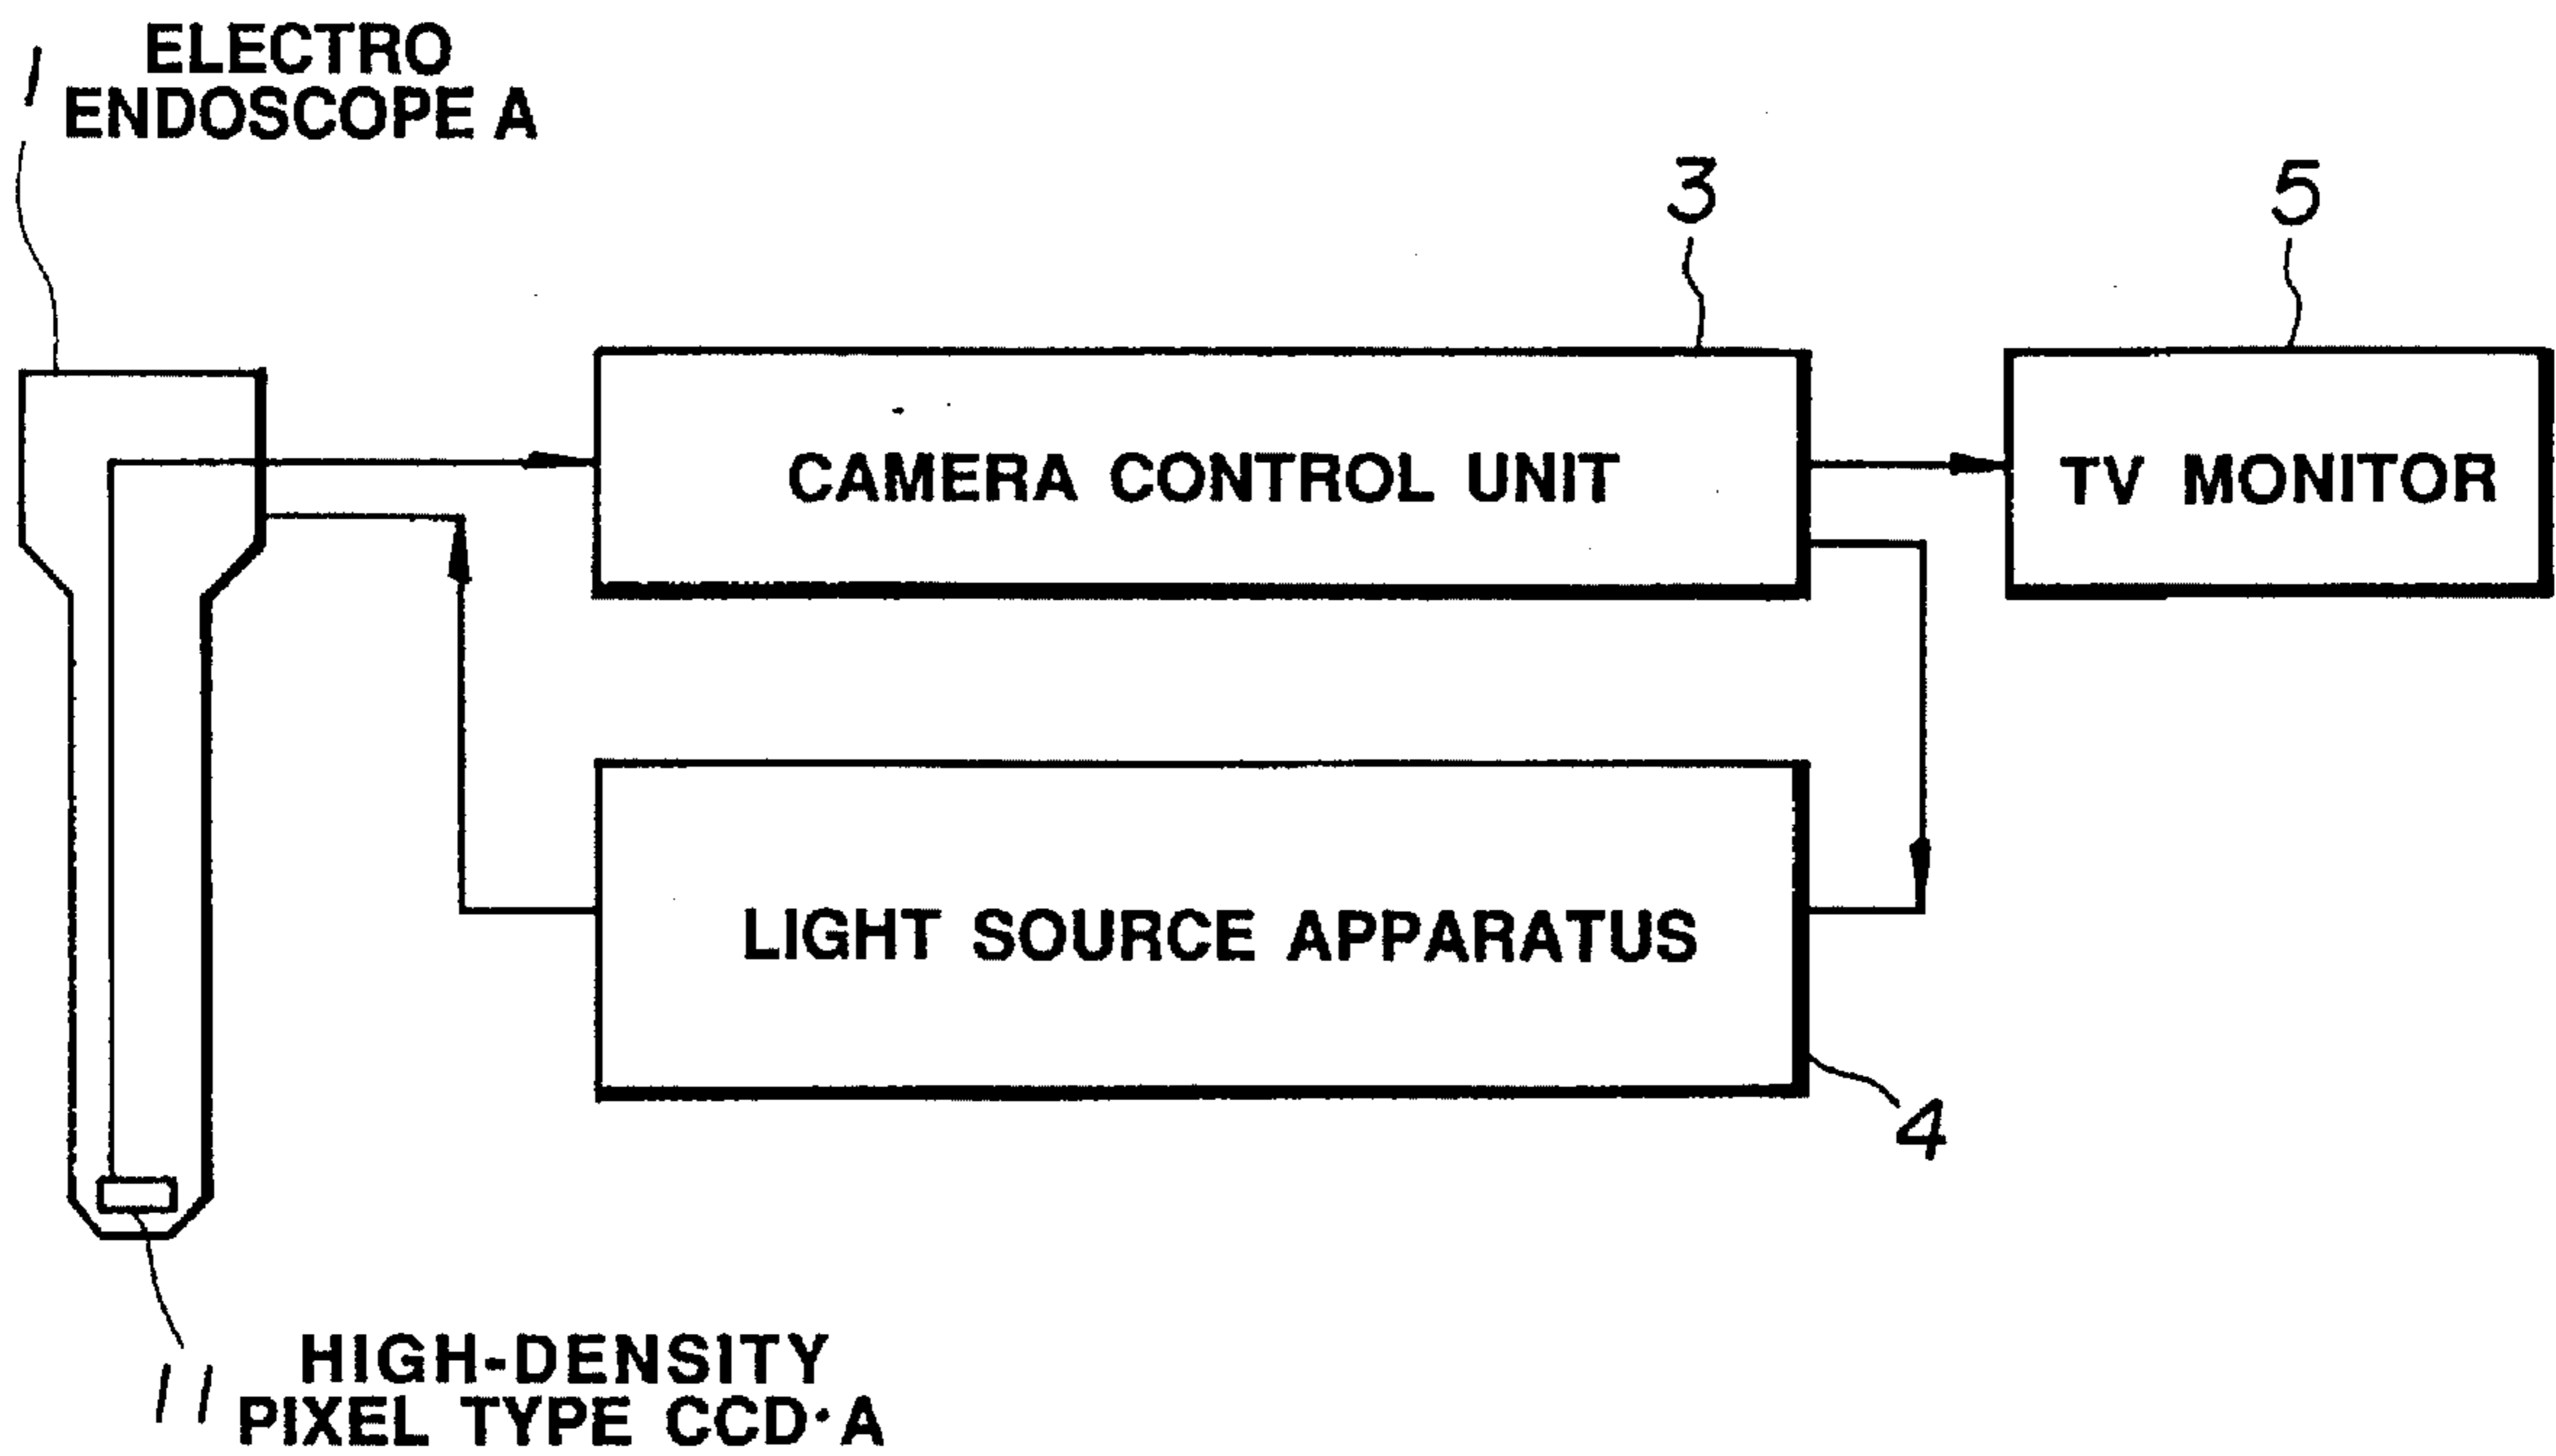 1 ELECTRO
ENDOSCOPE A
3
5
CAMERA CONTROL UNIT
TV MONITOR
LIGHT SOURCE APPARATUS
4
11 HIGH-DENSITY
PIXEL TYPE CCD·A